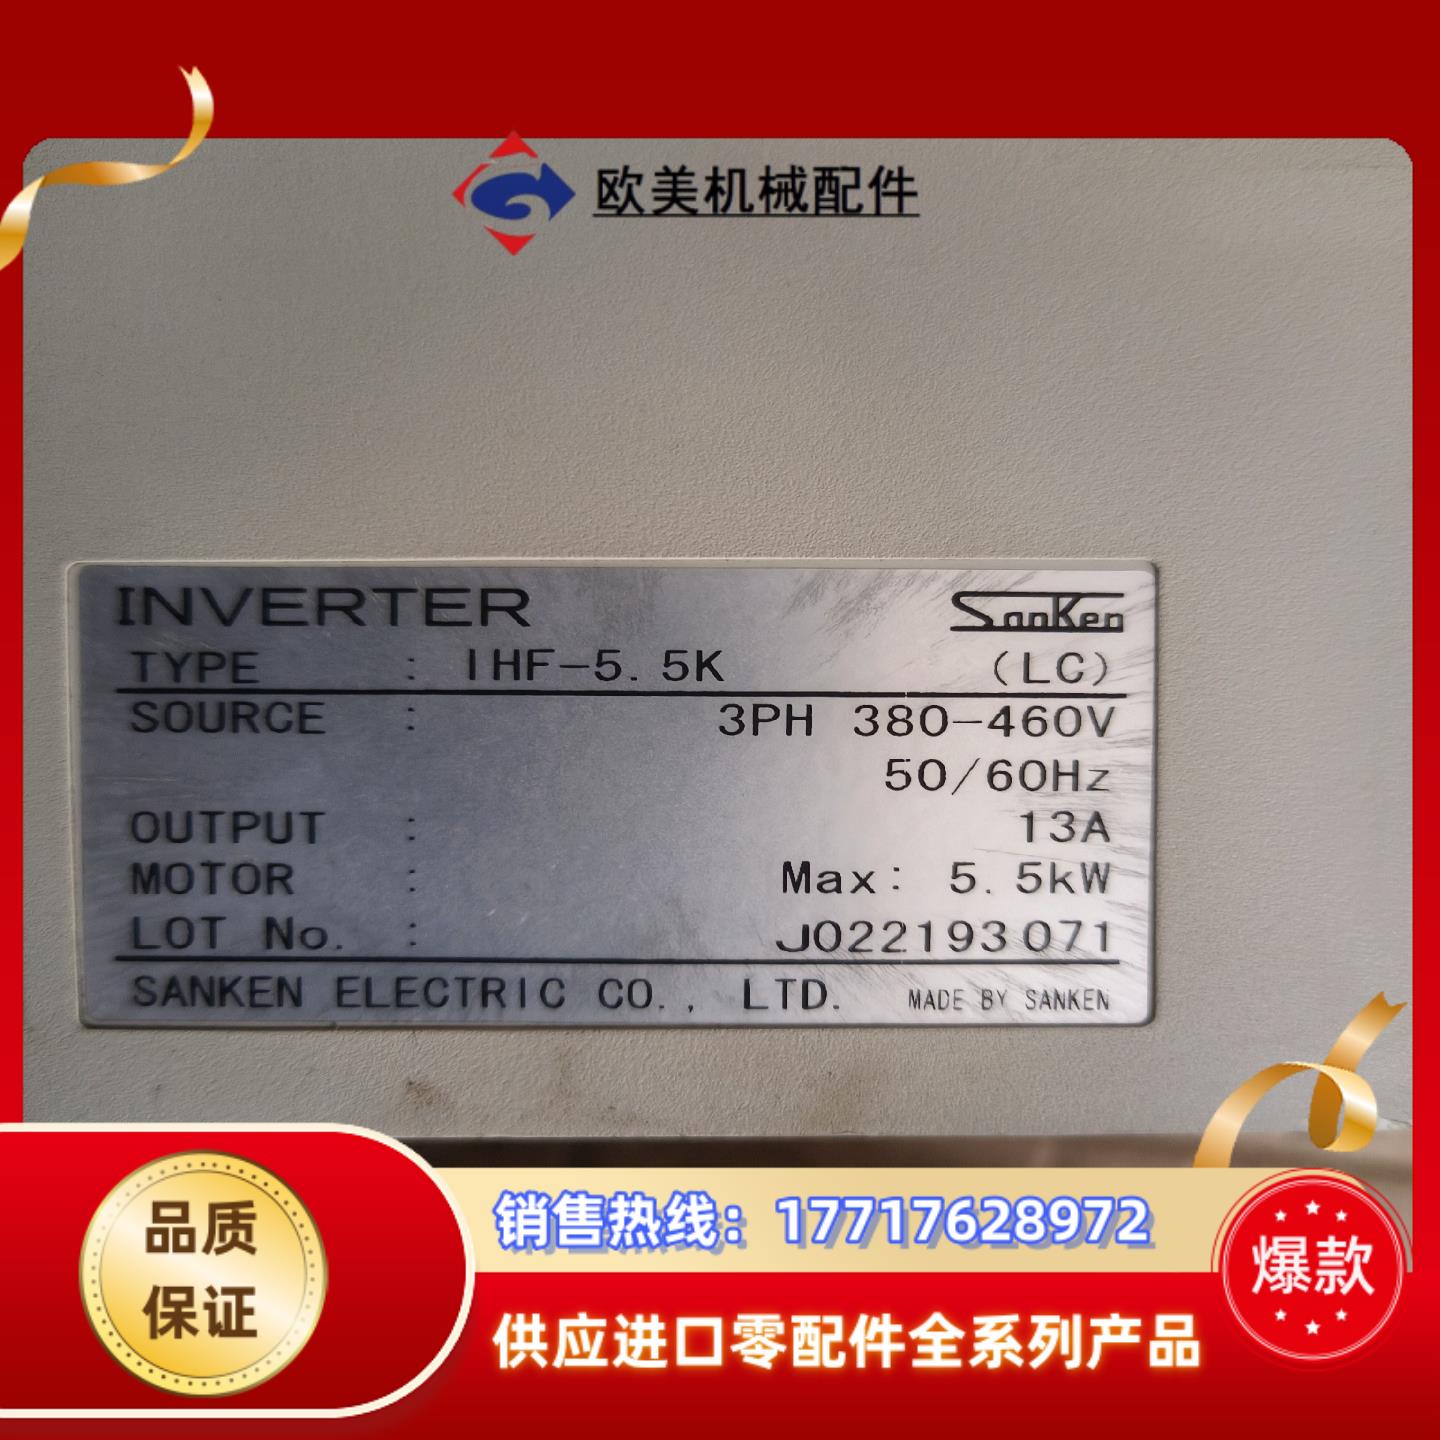 欧美机械配件
INVERTER SanKen
TYPE : IHF-5.5K (LC)
SOURCE : 3PH 380-460V
50/60Hz
OUTPUT : 13A
MOTOR : Max: 5.5kW
LOT No. : J022193071
SANKEN ELECTRIC CO., LTD. MADE BY SANKEN
品质
保证
销售热线：17717628972
爆款
供应进口零配件全系列产品